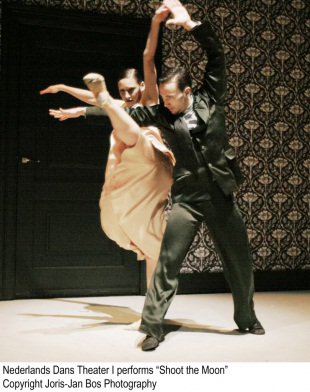 Nederlands Dans Theater I performs “Shoot the Moon”
Copyright Joris-Jan Bos Photography